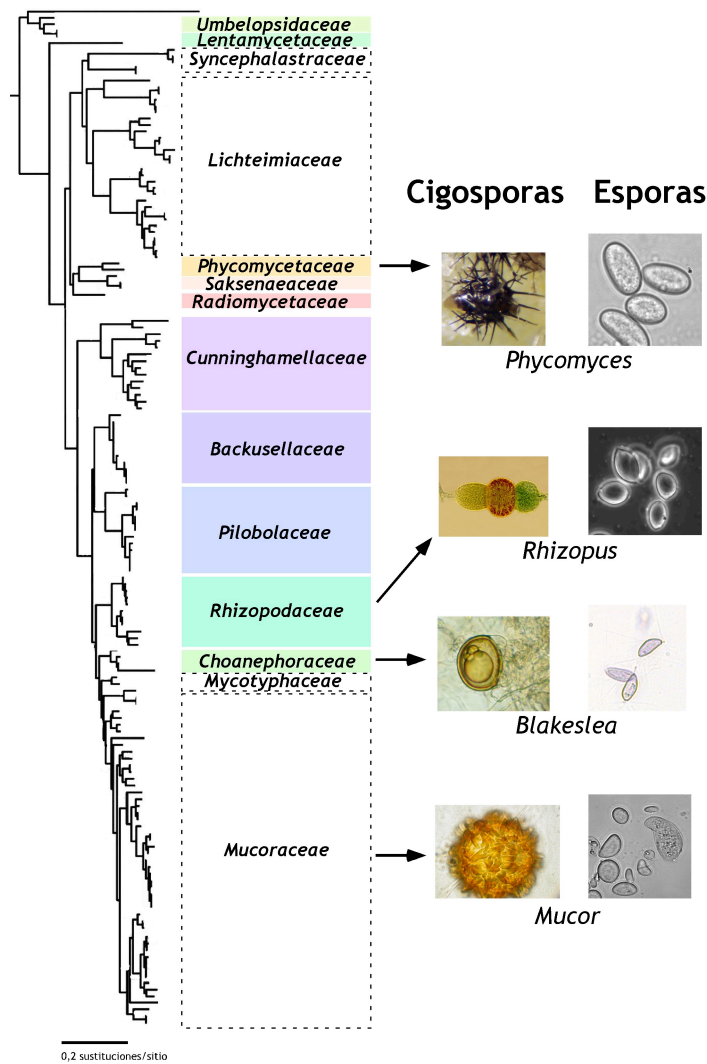 Umbelopsidaceae
Lentamycetaceae
Syncephalastraceae
Lichteimiaceae
Cigosporas Esporas
Phycomycetaceae
Saksenaeaceae
Radiomycetaceae
Phycomyces
Cunninghamellaceae
Backusellaceae
Pilobolaceae
Rhizopus
Rhizopodaceae
Choanephoraceae
Mycotyphaceae
Blakeslea
Mucoraceae
Mucor
0,2 sustituciones/sitio